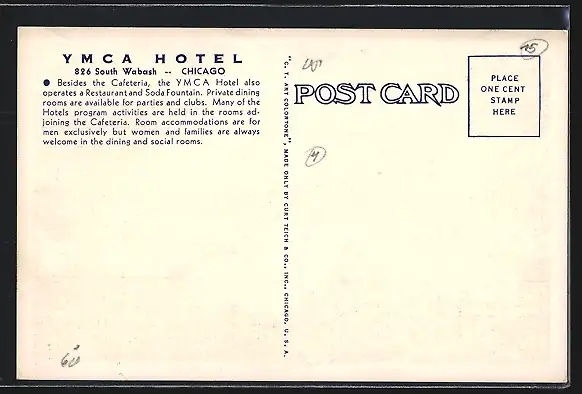 YMCA HOTEL
826 South Wabash -- CHICAGO
● Besides the Cafeteria, the YMCA Hotel also
operates a Restaurant and Soda Fountain. Private dining
rooms are available for parties and clubs. Many of the
Hotels program activities are held in the rooms ad-
joining the Cafeteria. Room accommodations are for
men exclusively but women and families are always
welcome in the dining and social rooms.
"C. T. ART COLORTONE", MADE ONLY BY CURT TEICH & CO., INC., CHICAGO, U. S. A.
POST CARD
PLACE
ONE CENT
STAMP
HERE